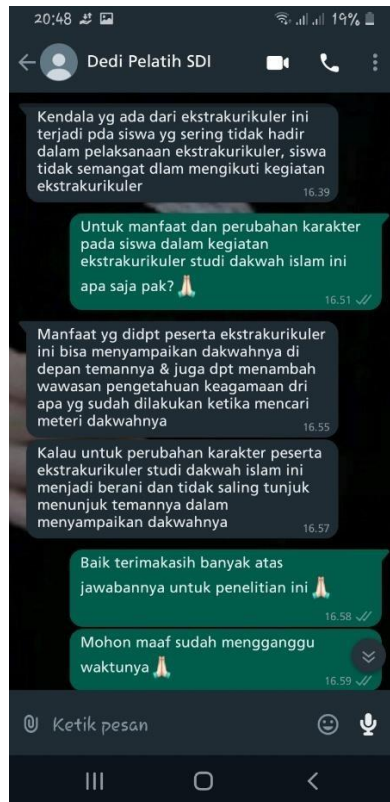 20:48
19%
Dedi Pelatih SDI
Kendala yg ada dari ekstrakurikuler ini
terjadi pda siswa yg sering tidak hadir
dalam pelaksanaan ekstrakurikuler, siswa
tidak semangat dlam mengikuti kegiatan
ekstrakurikuler
16.39
Untuk manfaat dan perubahan karakter
pada siswa dalam kegiatan
ekstrakurikuler studi dakwah islam ini
apa saja pak? 🙏🏻
16.51
Manfaat yg didpt peserta ekstrakurikuler
ini bisa menyampaikan dakwahnya di
depan temannya & juga dpt menambah
wawasan pengetahuan keagamaan dri
apa yg sudah dilakukan ketika mencari
meteri dakwahnya
16.55
Kalau untuk perubahan karakter peserta
ekstrakurikuler studi dakwah islam ini
menjadi berani dan tidak saling tunjuk
menunjuk temannya dalam
menyampaikan dakwahnya
16.57
Baik terimakasih banyak atas
jawabannya untuk penelitian ini 🙏🏻
16.58
Mohon maaf sudah mengganggu
waktunya 🙏🏻
16.59
Ketik pesan